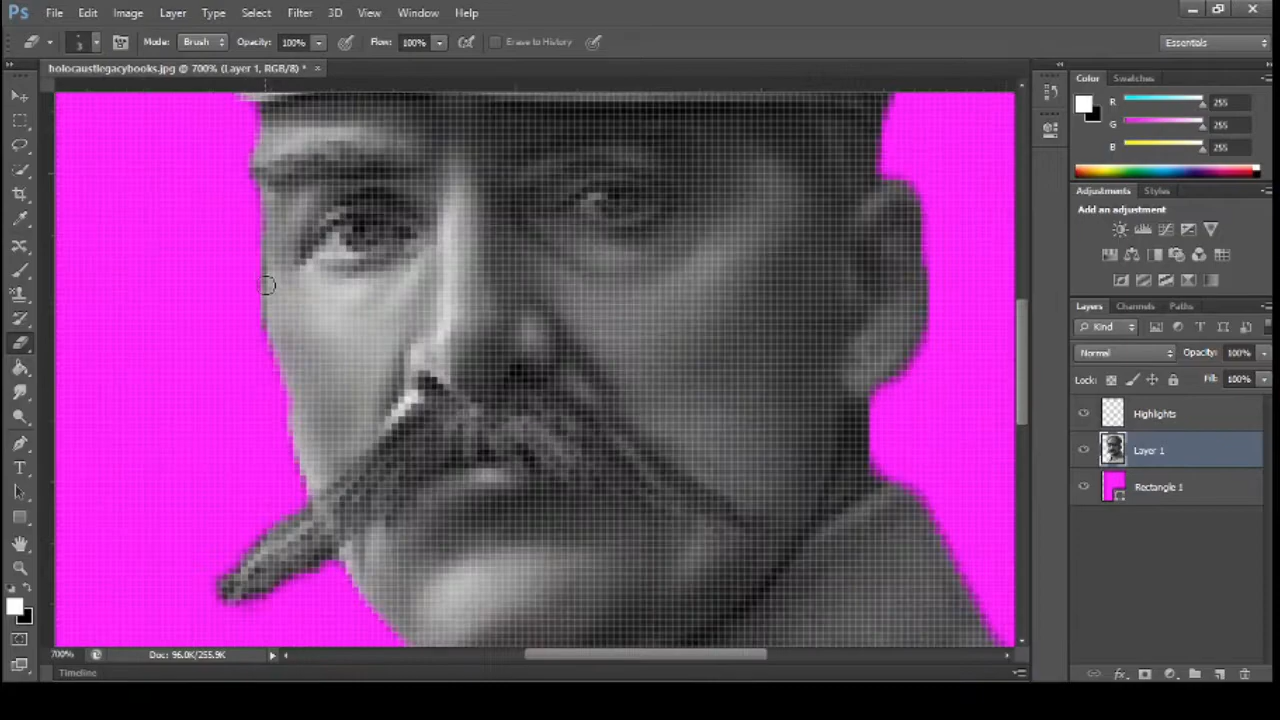 Ps File Edit Image Layer Type Select Filter 3D View Window Help
3 Mode: Brush Opacity: 100% Flow: 100% Erase to History Essentials
holocaustlegacybooks.jpg @ 700% (Layer 1, RGB/8) * ×
Color Swatches
R 255
G 255
B 255
Adjustments Styles
Add an adjustment
Layers Channels Paths
Kind
Normal Opacity: 100%
Lock: Fill: 100%
Highlights
Layer 1
Rectangle 1
700% Doc: 96.0K/255.9K
Timeline